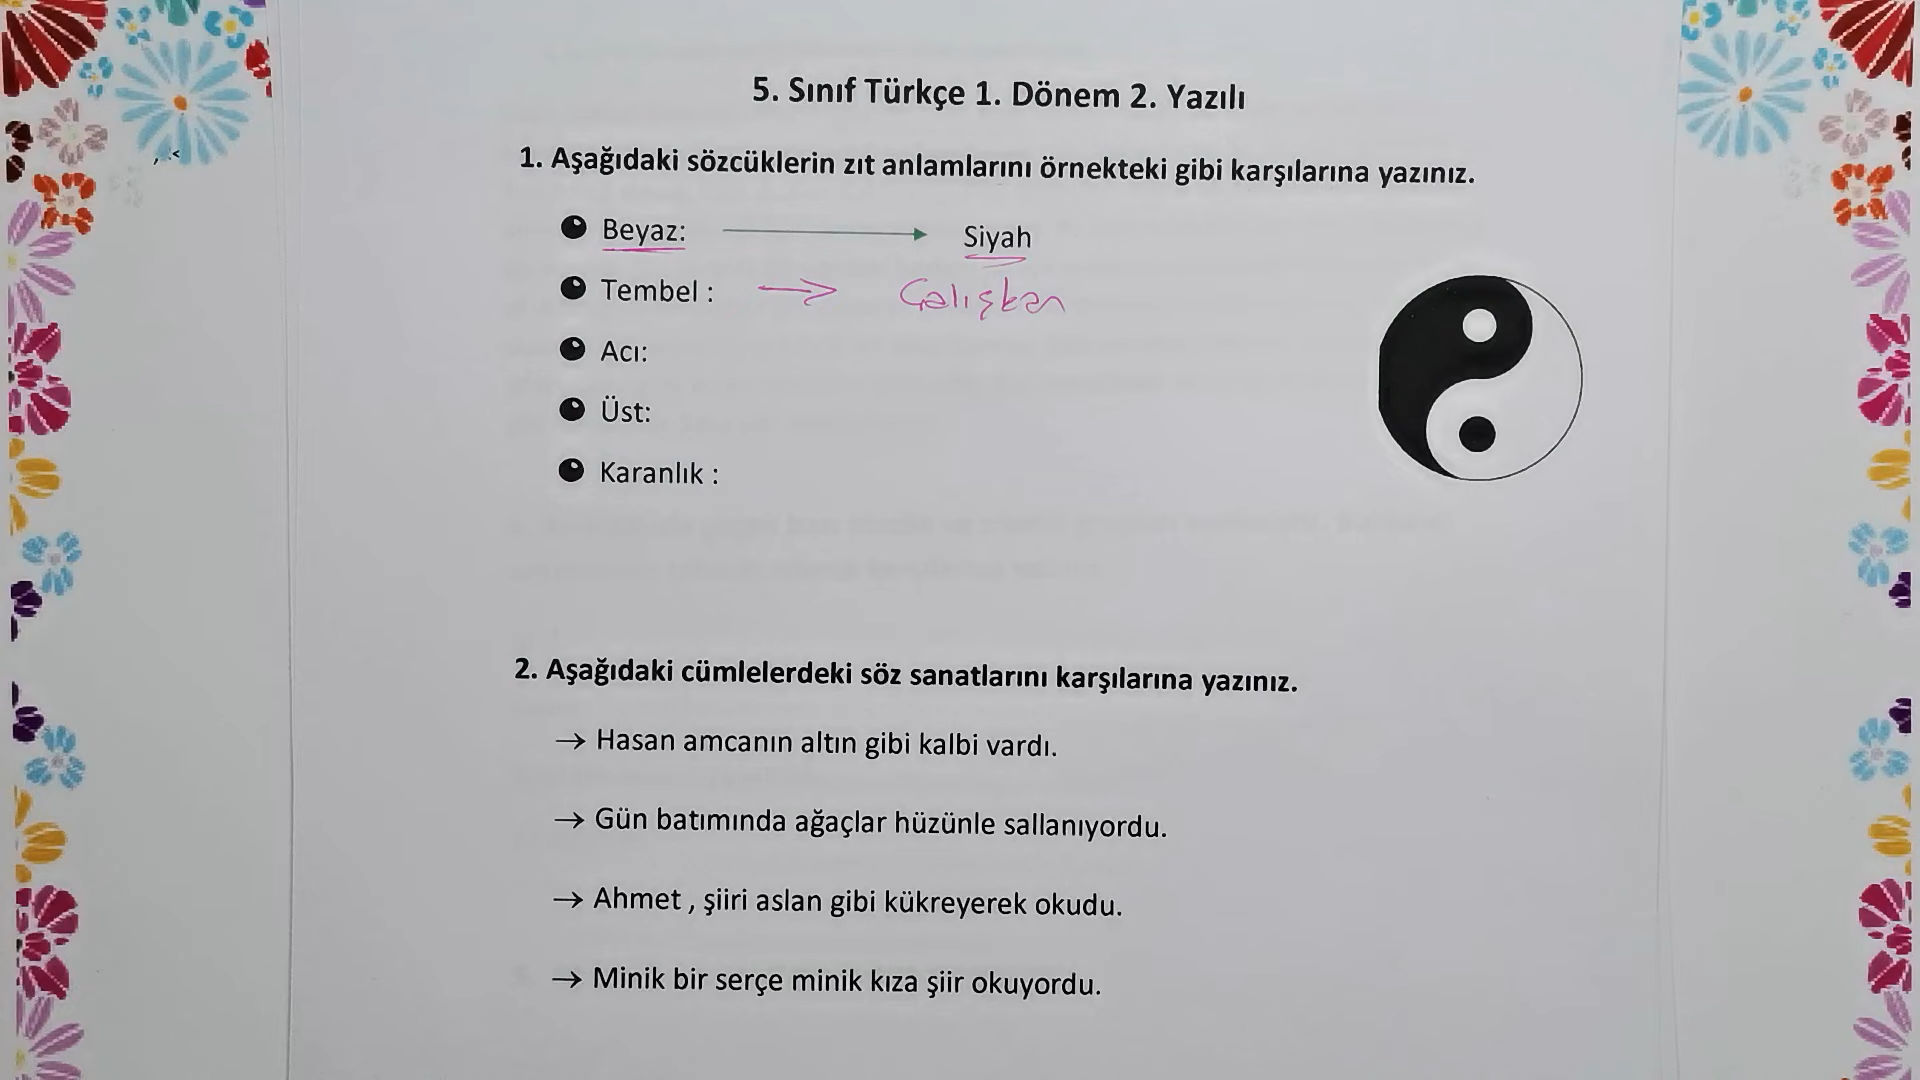 5. Sınıf Türkçe 1. Dönem 2. Yazılı
1. Aşağıdaki sözcüklerin zıt anlamlarını örnekteki gibi karşılarına yazınız.
Beyaz: Siyah
Tembel : → Çalışkan
Acı:
Üst:
Karanlık :
2. Aşağıdaki cümlelerdeki söz sanatlarını karşılarına yazınız.
→ Hasan amcanın altın gibi kalbi vardı.
→ Gün batımında ağaçlar hüzünle sallanıyordu.
→ Ahmet , şiiri aslan gibi kükreyerek okudu.
→ Minik bir serçe minik kıza şiir okuyordu.